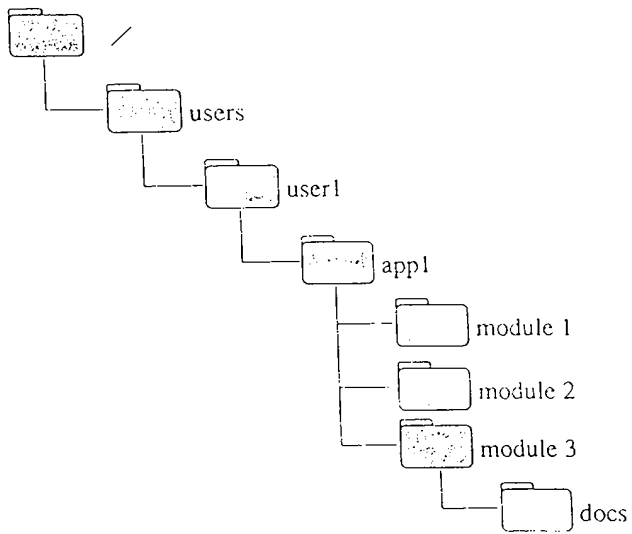 /
users
user1
app1
module 1
module 2
module 3
docs